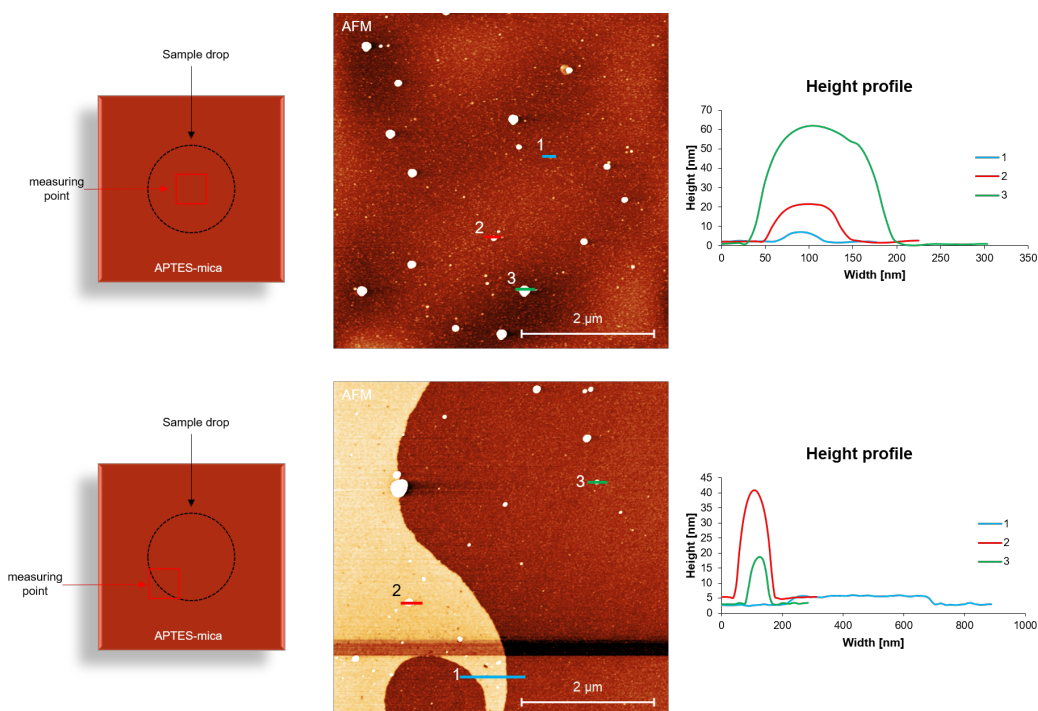 Sample drop
measuring
point
APTES-mica
AFM
1
2
3
2 µm
Height profile
Height [nm]
70
60
50
40
30
20
10
0
0 50 100 150 200 250 300 350
Width [nm]
1
2
3
Sample drop
measuring
point
APTES-mica
AFM
3
2
1
2 µm
Height profile
Height [nm]
45
40
35
30
25
20
15
10
5
0
0 200 400 600 800 1000
Width [nm]
1
2
3